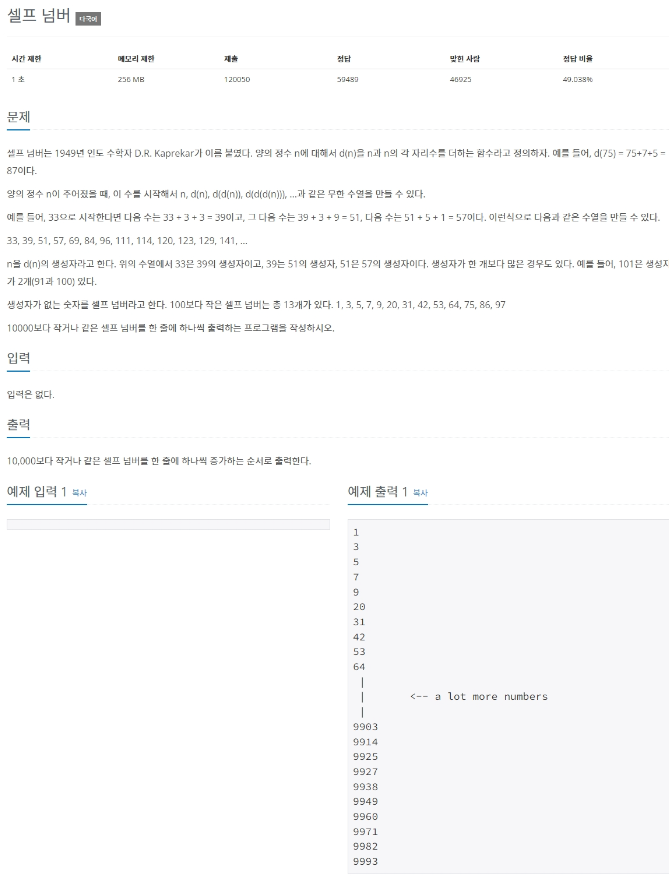 셀프 넘버 다국어
시간 제한 메모리 제한 제출 정답 맞힌 사람 정답 비율
1 초 256 MB 120050 59489 46925 49.038%
문제
셀프 넘버는 1949년 인도 수학자 D.R. Kaprekar가 이름 붙였다. 양의 정수 n에 대해서 d(n)을 n과 n의 각 자리수를 더하는 함수라고 정의하자. 예를 들어, d(75) = 75+7+5 =
87이다.
양의 정수 n이 주어졌을 때, 이 수를 시작해서 n, d(n), d(d(n)), d(d(d(n))), ...과 같은 무한 수열을 만들 수 있다.
예를 들어, 33으로 시작한다면 다음 수는 33 + 3 + 3 = 39이고, 그 다음 수는 39 + 3 + 9 = 51, 다음 수는 51 + 5 + 1 = 57이다. 이런식으로 다음과 같은 수열을 만들 수 있다.
33, 39, 51, 57, 69, 84, 96, 111, 114, 120, 123, 129, 141, ...
n을 d(n)의 생성자라고 한다. 위의 수열에서 33은 39의 생성자이고, 39는 51의 생성자, 51은 57의 생성자이다. 생성자가 한 개보다 많은 경우도 있다. 예를 들어, 101은 생성자
가 2개(91과 100) 있다.
생성자가 없는 숫자를 셀프 넘버라고 한다. 100보다 작은 셀프 넘버는 총 13개가 있다. 1, 3, 5, 7, 9, 20, 31, 42, 53, 64, 75, 86, 97
10000보다 작거나 같은 셀프 넘버를 한 줄에 하나씩 출력하는 프로그램을 작성하시오.
입력
입력은 없다.
출력
10,000보다 작거나 같은 셀프 넘버를 한 줄에 하나씩 증가하는 순서로 출력한다.
예제 입력 1 복사
예제 출력 1 복사
1
3
5
7
9
20
31
42
53
64
|
| <-- a lot more numbers
|
9903
9914
9925
9927
9938
9949
9960
9971
9982
9993